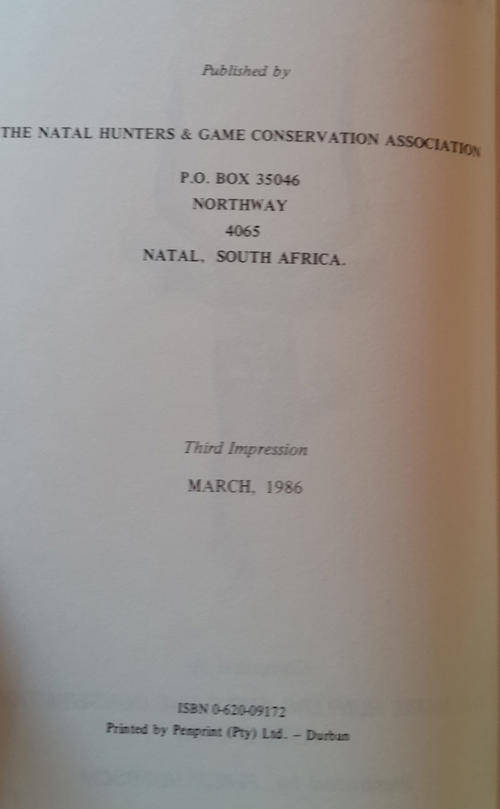 Published by
THE NATAL HUNTERS & GAME CONSERVATION ASSOCIATION
P.O. BOX 35046
NORTHWAY
4065
NATAL, SOUTH AFRICA.
Third Impression
MARCH, 1986
ISBN 0-620-09172
Printed by Penprint (Pty) Ltd. – Durban